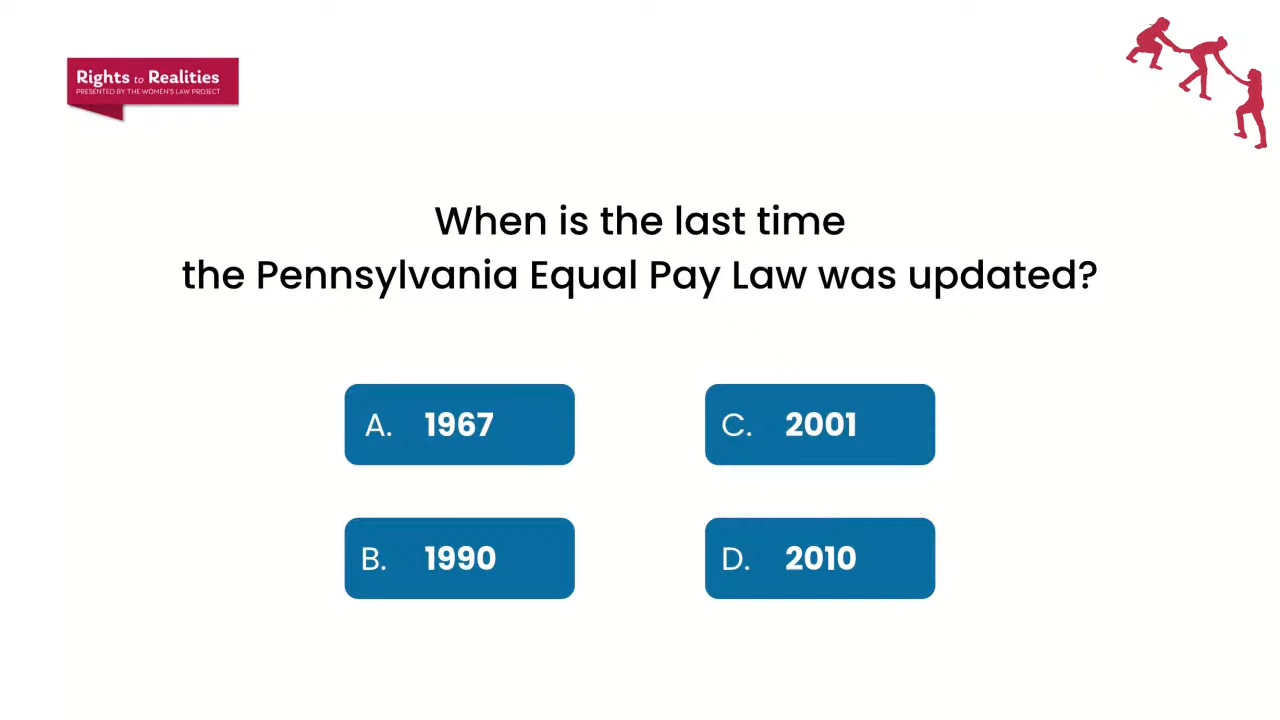 Rights to Realities
PRESENTED BY THE WOMEN'S LAW PROJECT
When is the last time
the Pennsylvania Equal Pay Law was updated?
A. 1967
C. 2001
B. 1990
D. 2010